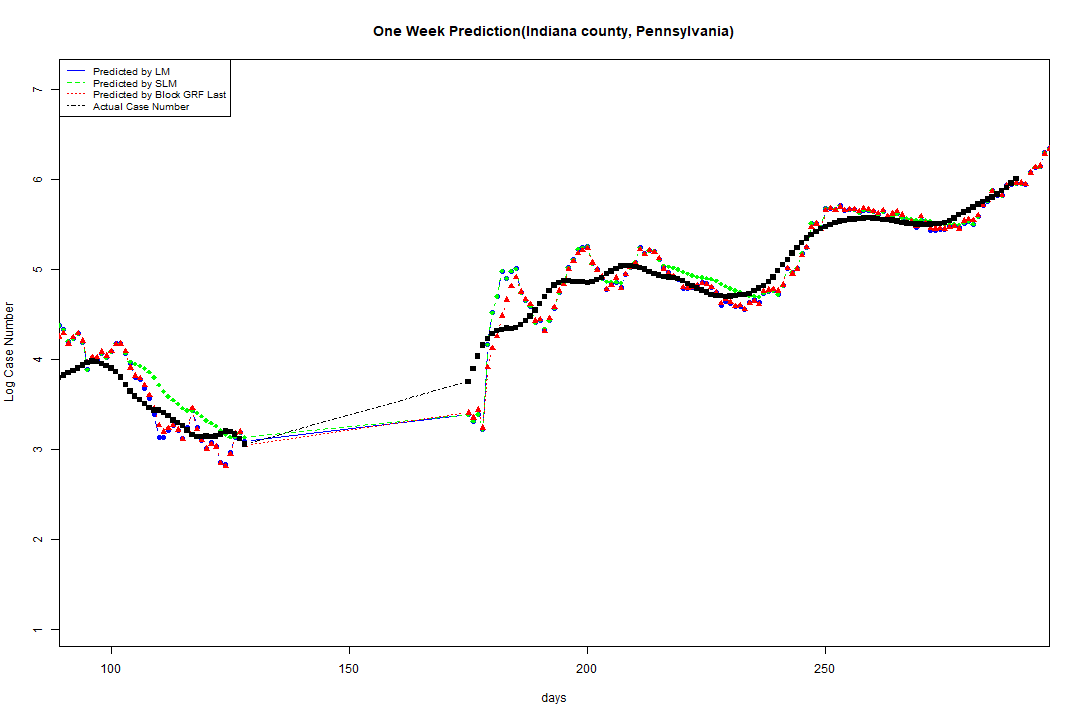 One Week Prediction(Indiana county, Pennsylvania)
Predicted by LM
Predicted by SLM
Predicted by Block GRF Last
Actual Case Number
7
6
5
4
3
2
1
Log Case Number
100 150 200 250
days